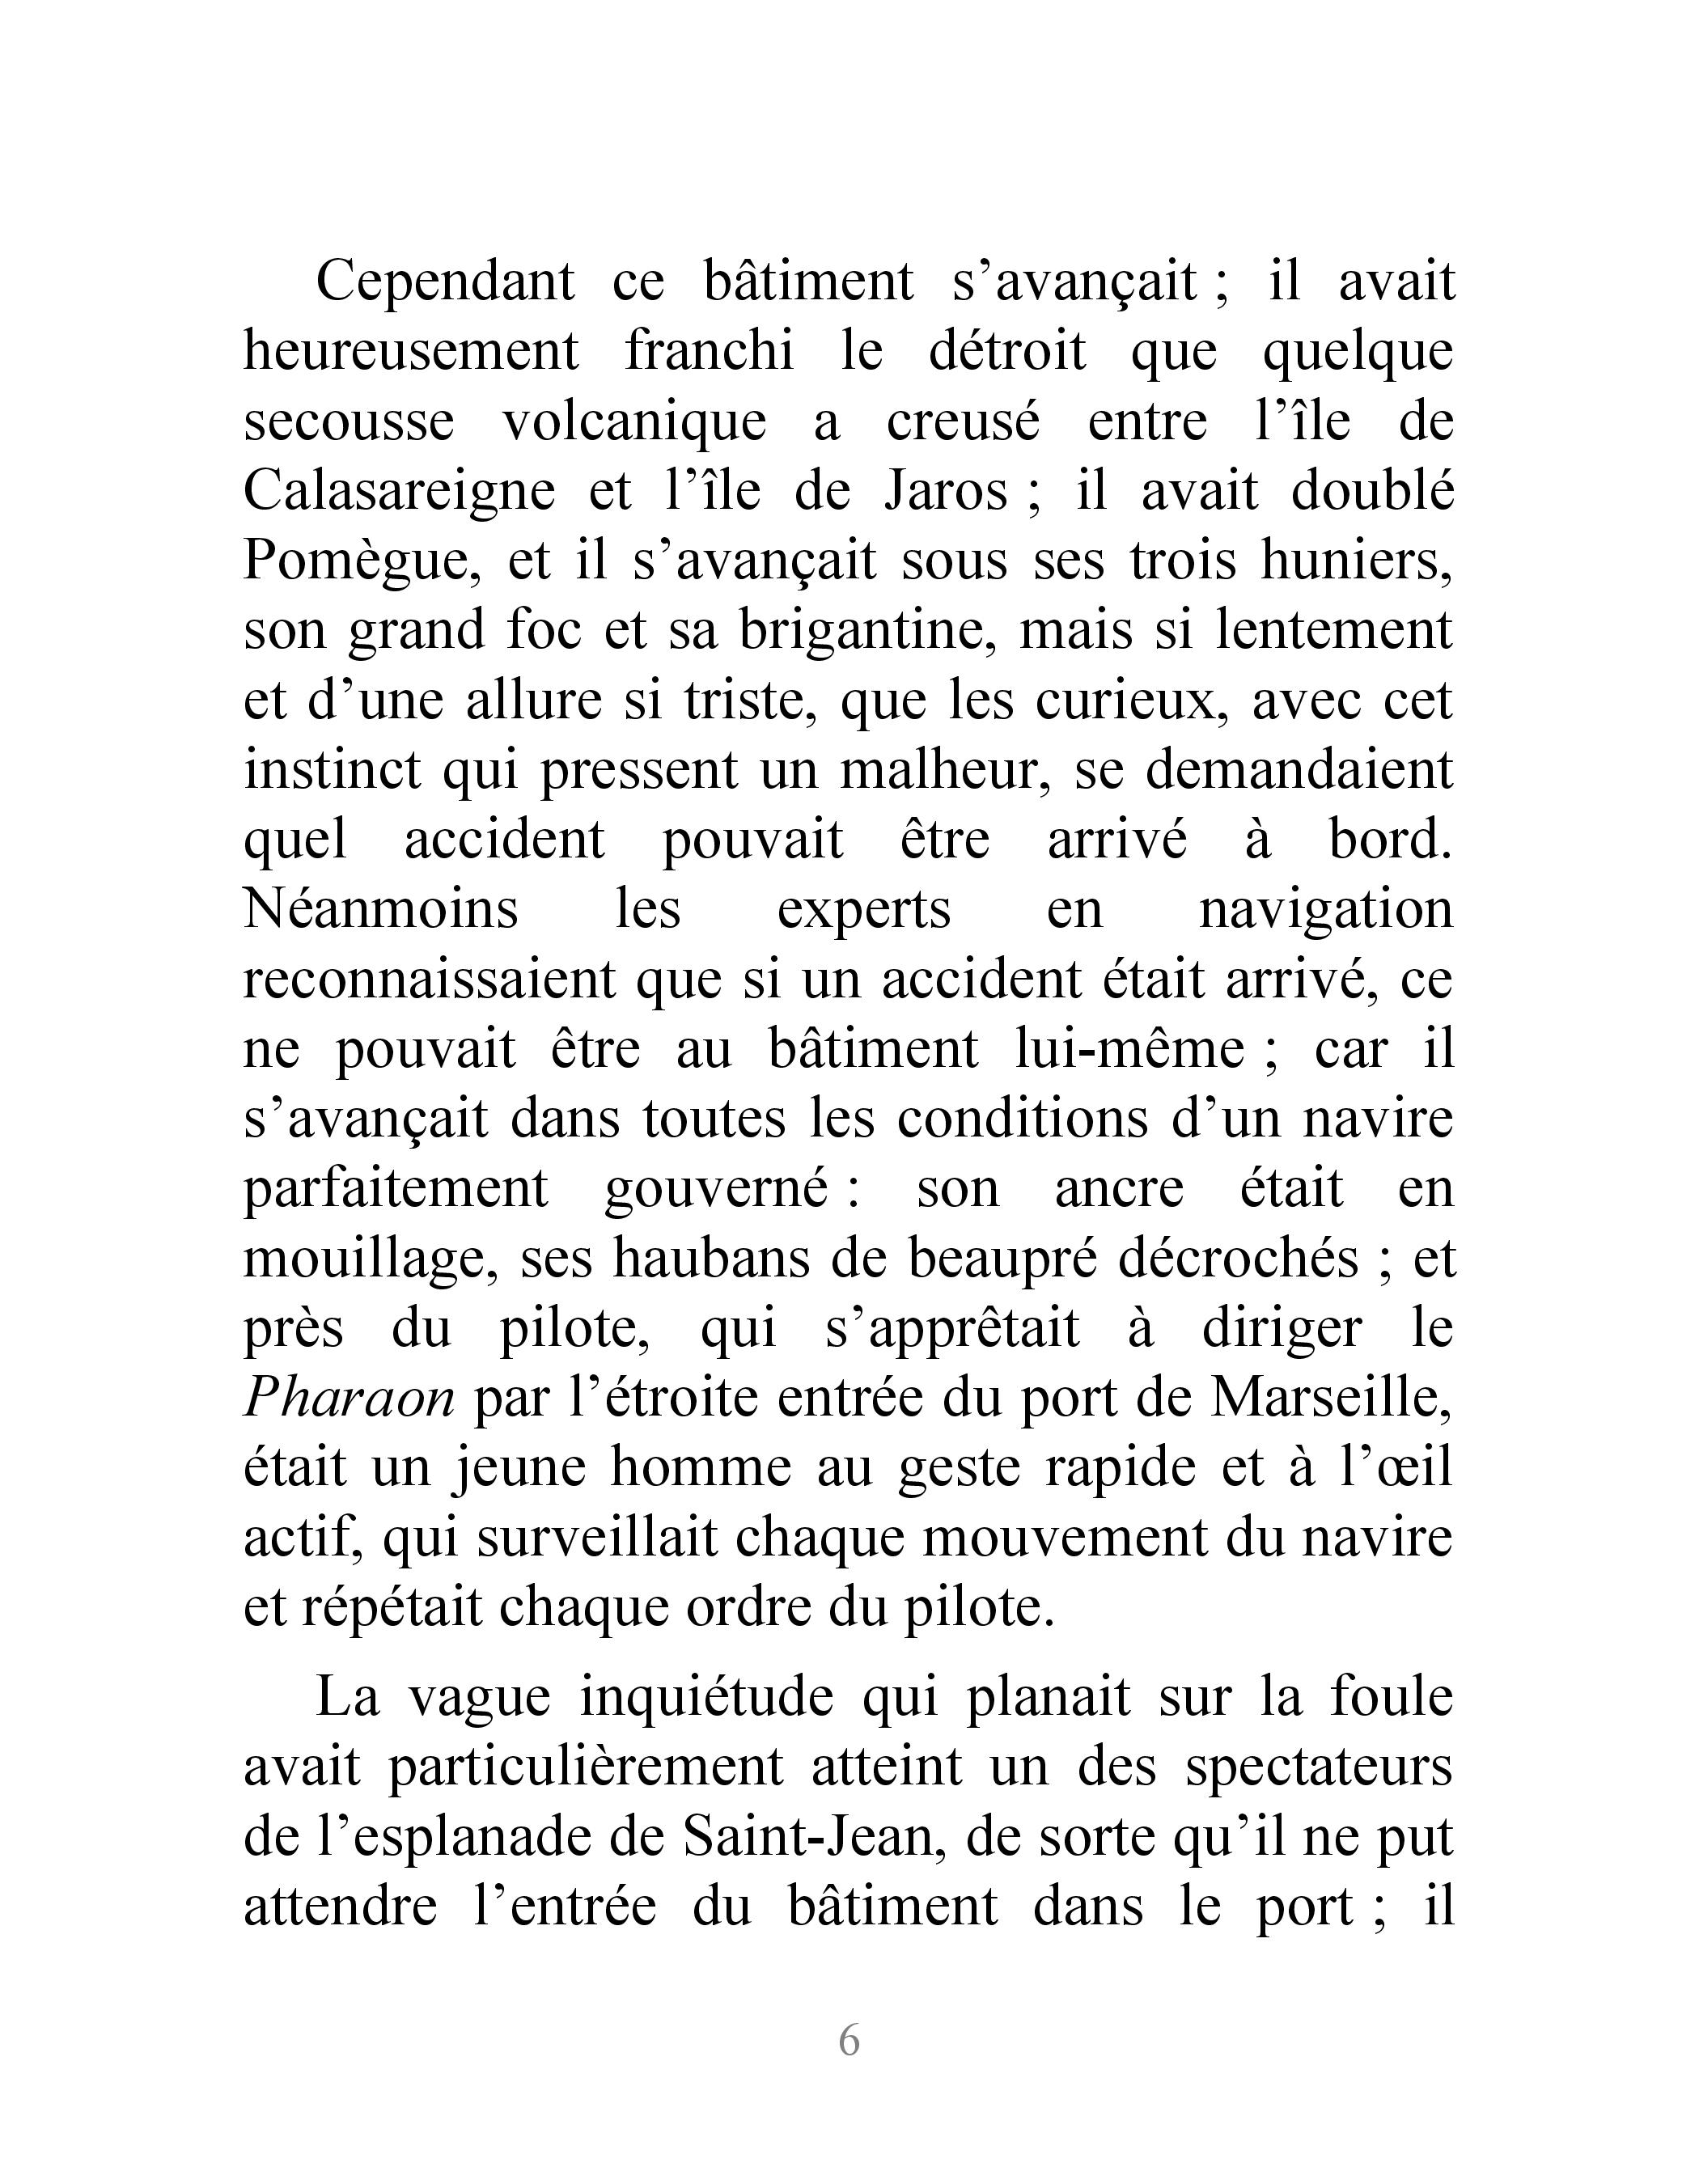 Cependant ce bâtiment s’avançait ; il avait
heureusement franchi le détroit que quelque
secousse volcanique a creusé entre l’île de
Calasareigne et l’île de Jaros ; il avait doublé
Pomègue, et il s’avançait sous ses trois huniers,
son grand foc et sa brigantine, mais si lentement
et d’une allure si triste, que les curieux, avec cet
instinct qui pressent un malheur, se demandaient
quel accident pouvait être arrivé à bord.
Néanmoins les experts en navigation
reconnaissaient que si un accident était arrivé, ce
ne pouvait être au bâtiment lui-même ; car il
s’avançait dans toutes les conditions d’un navire
parfaitement gouverné : son ancre était en
mouillage, ses haubans de beaupré décrochés ; et
près du pilote, qui s’apprêtait à diriger le
Pharaon par l’étroite entrée du port de Marseille,
était un jeune homme au geste rapide et à l’œil
actif, qui surveillait chaque mouvement du navire
et répétait chaque ordre du pilote.
La vague inquiétude qui planait sur la foule
avait particulièrement atteint un des spectateurs
de l’esplanade de Saint-Jean, de sorte qu’il ne put
attendre l’entrée du bâtiment dans le port ; il
6